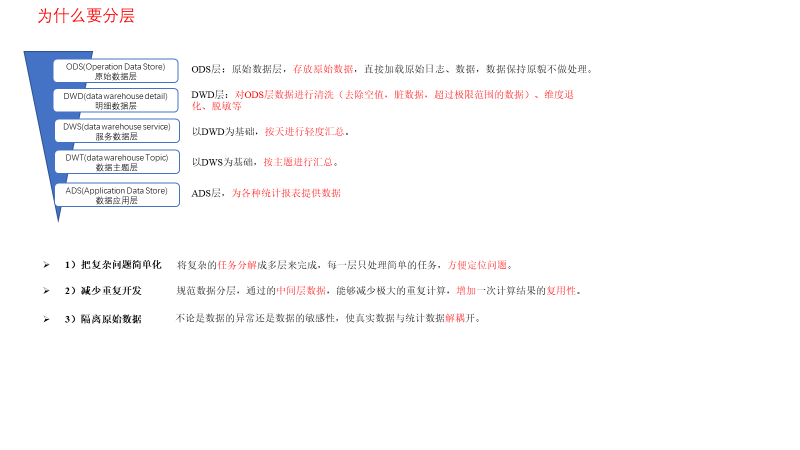 为什么要分层
ODS(Operation Data Store)
原始数据层
ODS层：原始数据层，存放原始数据，直接加载原始日志、数据，数据保持原貌不做处理。
DWD(data warehouse detail)
明细数据层
DWD层：对ODS层数据进行清洗（去除空值，脏数据，超过极限范围的数据）、维度退
化、脱敏等
DWS(data warehouse service)
服务数据层
以DWD为基础，按天进行轻度汇总。
DWT(data warehouse Topic)
数据主题层
以DWS为基础，按主题进行汇总。
ADS(Application Data Store)
数据应用层
ADS层，为各种统计报表提供数据
➢ 1）把复杂问题简单化 将复杂的任务分解成多层来完成，每一层只处理简单的任务，方便定位问题。
➢ 2）减少重复开发 规范数据分层，通过的中间层数据，能够减少极大的重复计算，增加一次计算结果的复用性。
➢ 3）隔离原始数据 不论是数据的异常还是数据的敏感性，使真实数据与统计数据解耦开。